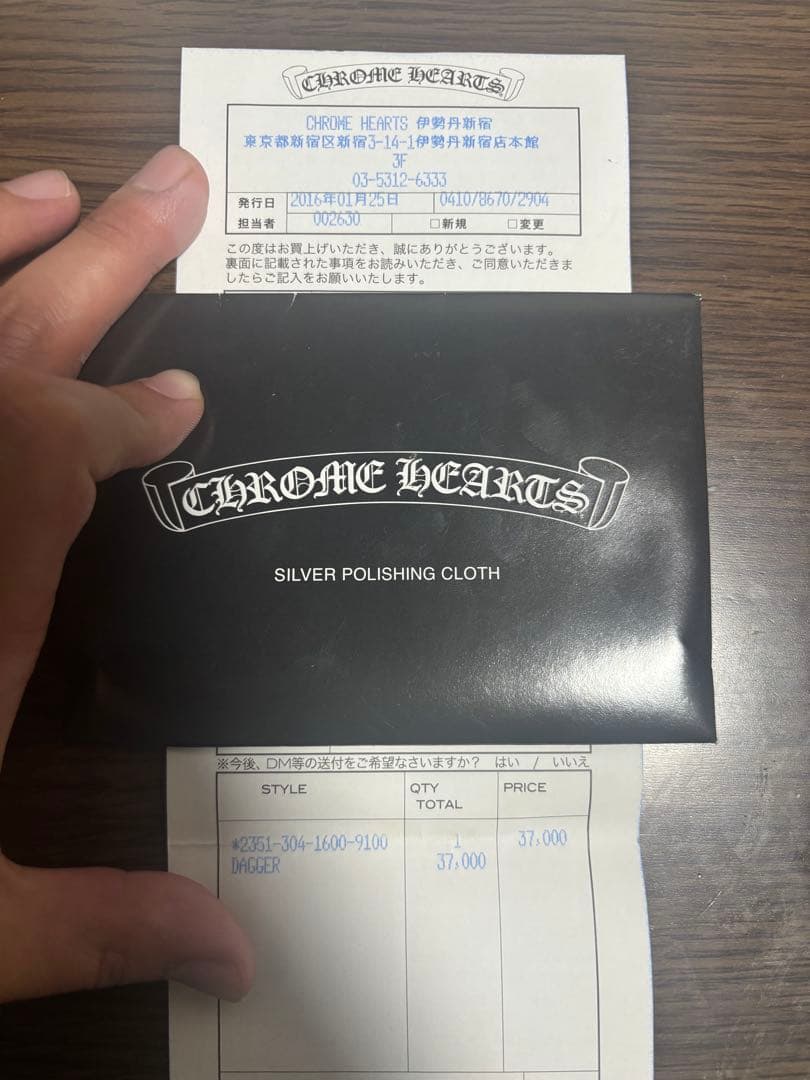 CHROME HEARTS
CHROME HEARTS 伊勢丹新宿
東京都新宿区新宿3-14-1伊勢丹新宿店本館
3F
03-5312-6333
発行日 2016年01月25日 0410/8670/2904
担当者 002630 □新規 □変更
この度はお買上げいただき、誠にありがとうございます。
裏面に記載された事項をお読みいただき、ご同意いただきま
したらご記入をお願いいたします。
CHROME HEARTS
SILVER POLISHING CLOTH
※今後、DM等の送付をご希望なさいますか? はい / いいえ
STYLE QTY PRICE
TOTAL
*2351-304-1600-9100 1 37,000
DAGGER 37,000